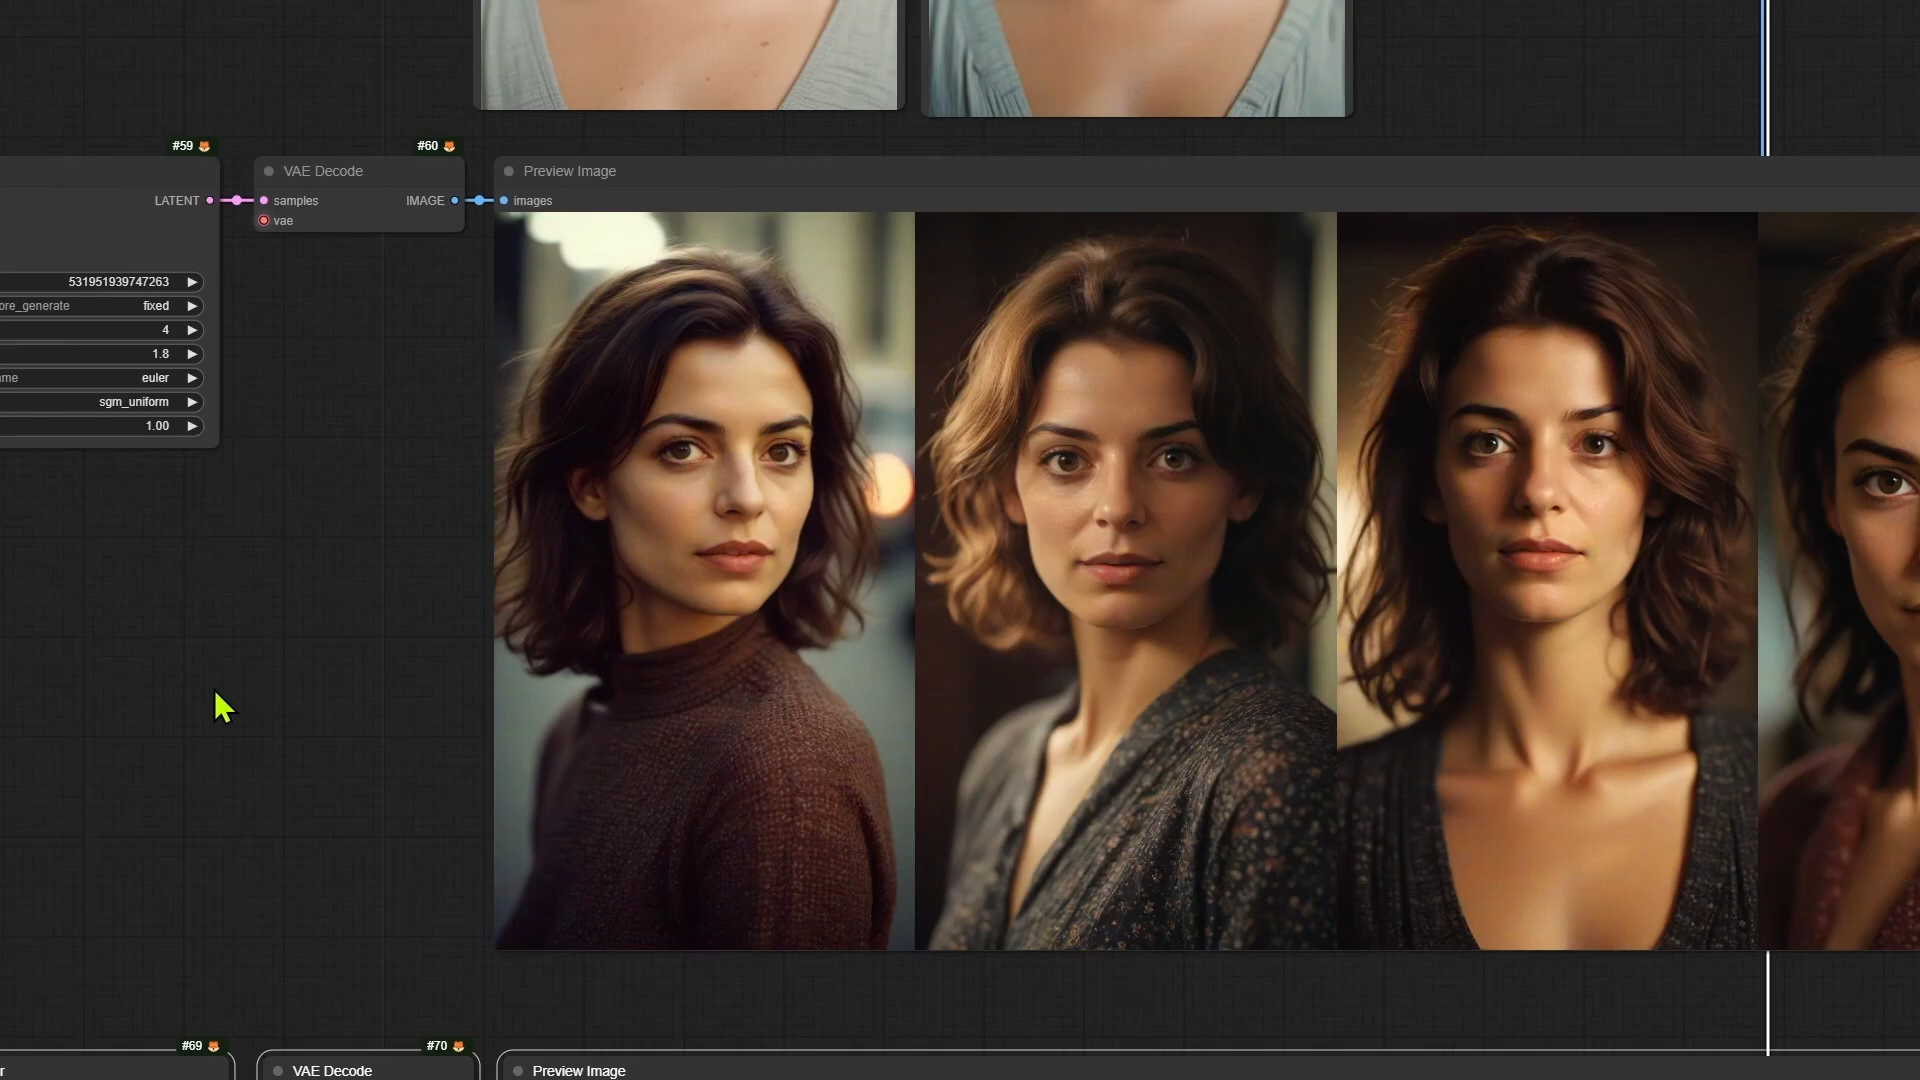 #59
#60
VAE Decode
Preview Image
LATENT
samples
IMAGE
images
vae
531951939747263
ore_generate
fixed
4
1.8
me
euler
sgm_uniform
1.00
#69
#70
r
VAE Decode
Preview Image